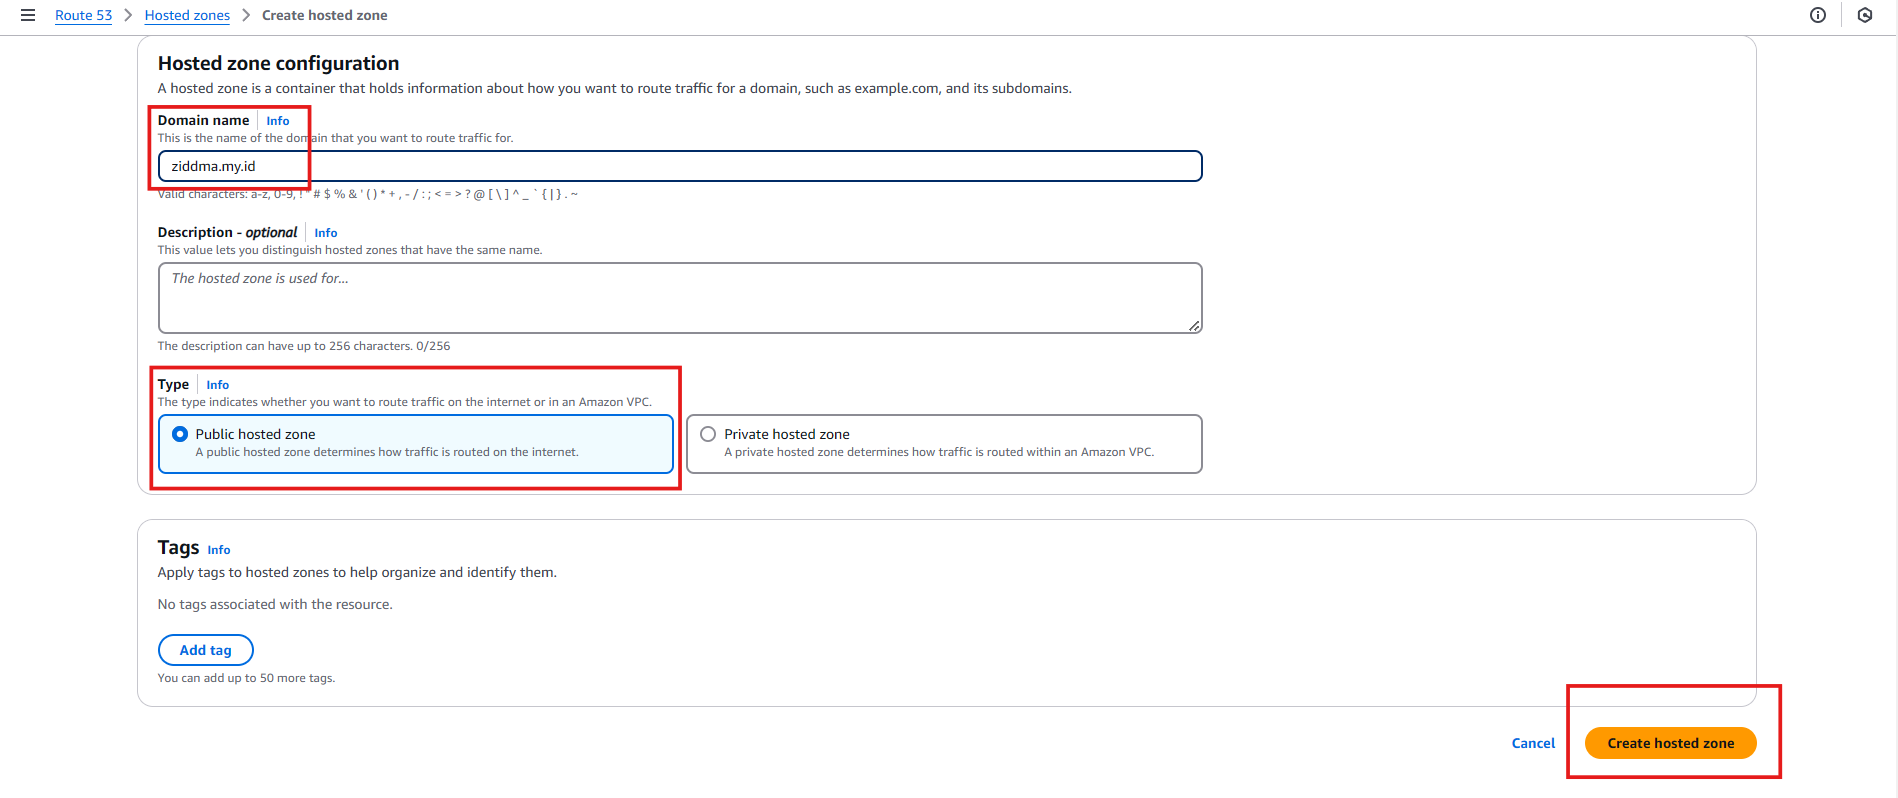 Route 53 > Hosted zones > Create hosted zone
Hosted zone configuration
A hosted zone is a container that holds information about how you want to route traffic for a domain, such as example.com, and its subdomains.
Domain name Info
This is the name of the domain that you want to route traffic for.
ziddma.my.id
Valid characters: a-z, 0-9, ! " # $ % & ' ( ) * + , - / : ; < = > ? @ [ \ ] ^ _ ` { | } . ~
Description - optional Info
This value lets you distinguish hosted zones that have the same name.
The hosted zone is used for...
The description can have up to 256 characters. 0/256
Type Info
The type indicates whether you want to route traffic on the internet or in an Amazon VPC.
Public hosted zone
A public hosted zone determines how traffic is routed on the internet.
Private hosted zone
A private hosted zone determines how traffic is routed within an Amazon VPC.
Tags Info
Apply tags to hosted zones to help organize and identify them.
No tags associated with the resource.
Add tag
You can add up to 50 more tags.
Cancel
Create hosted zone